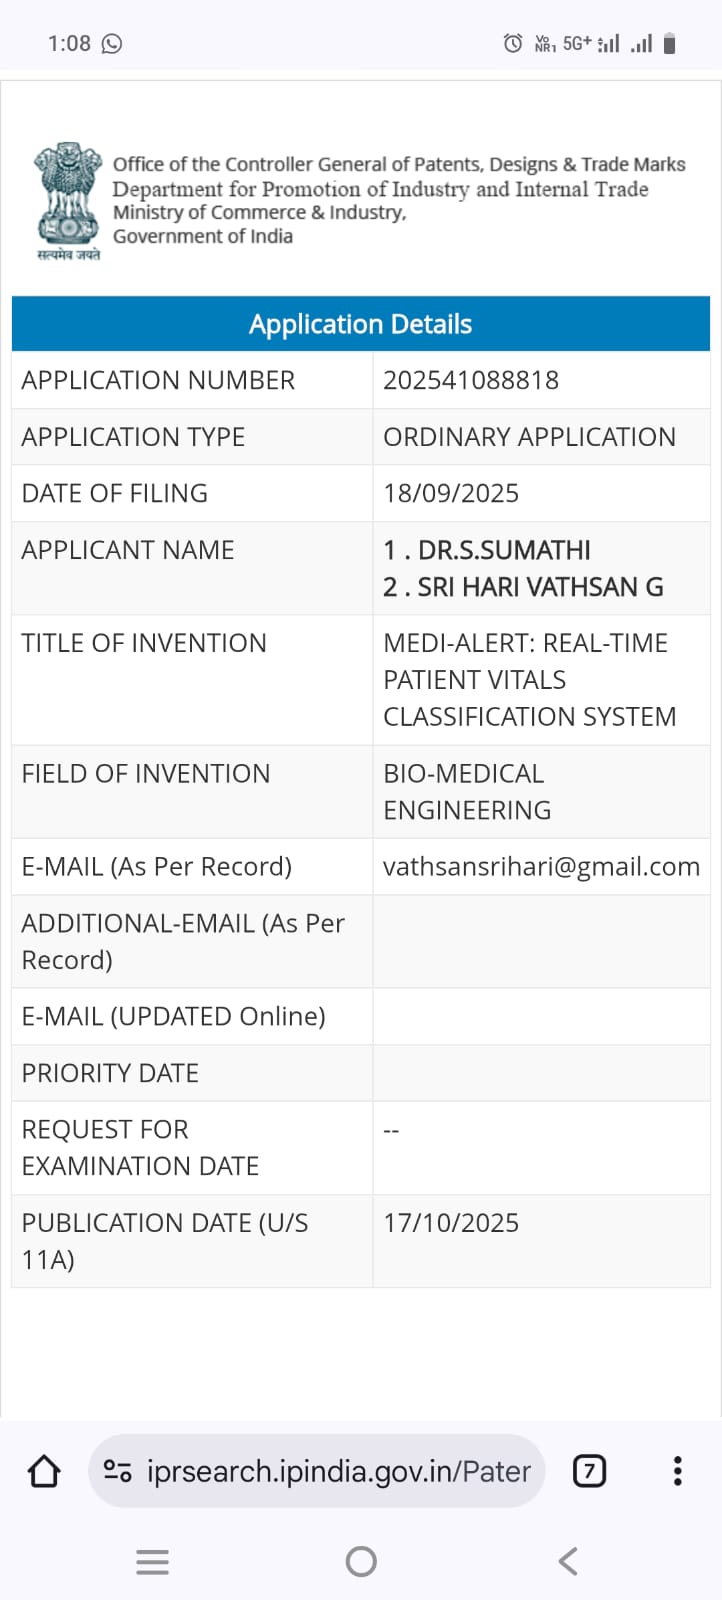 1:08
Vo NR1 5G+
Office of the Controller General of Patents, Designs & Trade Marks
Department for Promotion of Industry and Internal Trade
Ministry of Commerce & Industry,
Government of India
सत्यमेव जयते
Application Details
APPLICATION NUMBER 202541088818
APPLICATION TYPE ORDINARY APPLICATION
DATE OF FILING 18/09/2025
APPLICANT NAME 1 . DR.S.SUMATHI
2 . SRI HARI VATHSAN G
TITLE OF INVENTION MEDI-ALERT: REAL-TIME
PATIENT VITALS
CLASSIFICATION SYSTEM
FIELD OF INVENTION BIO-MEDICAL
ENGINEERING
E-MAIL (As Per Record) vathsansrihari@gmail.com
ADDITIONAL-EMAIL (As Per
Record)
E-MAIL (UPDATED Online)
PRIORITY DATE
REQUEST FOR --
EXAMINATION DATE
PUBLICATION DATE (U/S 17/10/2025
11A)
iprsearch.ipindia.gov.in/Pater
7